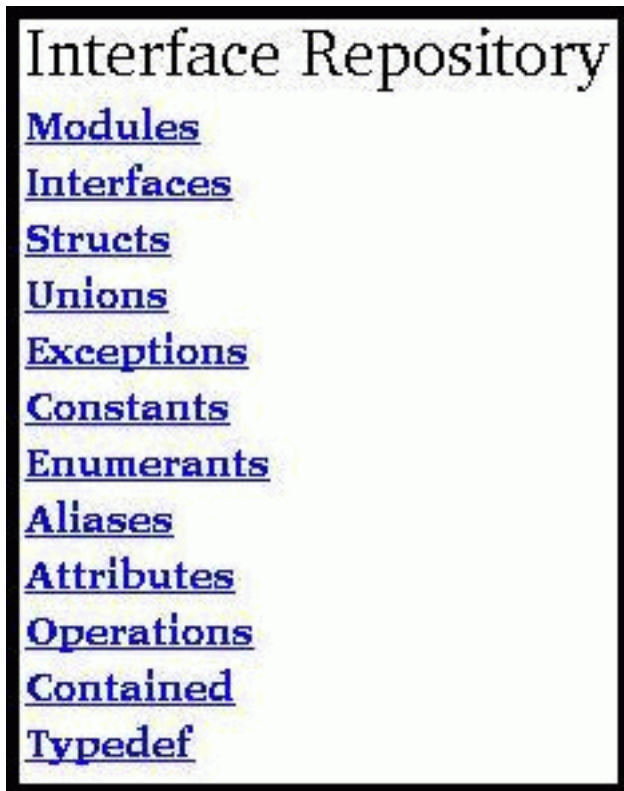 Interface Repository
Modules
Interfaces
Structs
Unions
Exceptions
Constants
Enumerants
Aliases
Attributes
Operations
Contained
Typedef